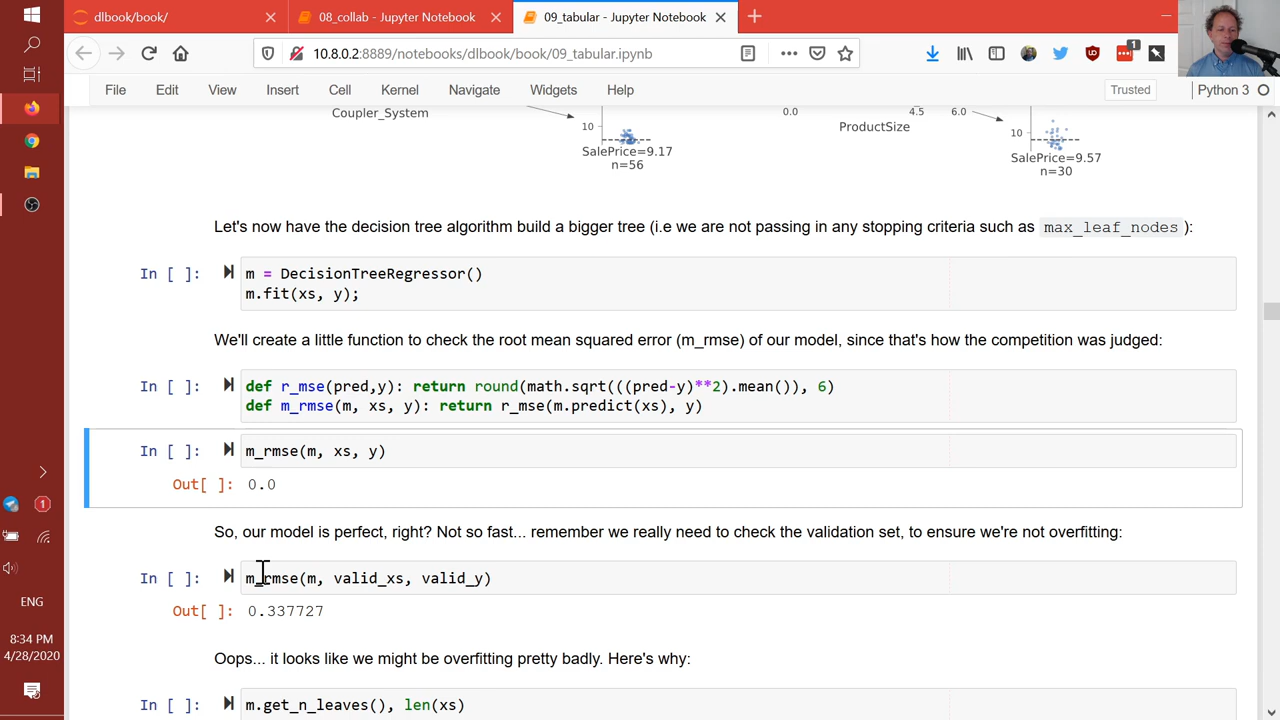 dlbook/book/
08_collab - Jupyter Notebook
09_tabular - Jupyter Notebook
10.8.0.2:8889/notebooks/dlbook/book/09_tabular.ipynb
1
File Edit View Insert Cell Kernel Navigate Widgets Help
Trusted
Python 3
Coupler_System
10
SalePrice=9.17
n=56
0.0
4.5
6.0
ProductSize
10
SalePrice=9.57
n=30
Let's now have the decision tree algorithm build a bigger tree (i.e we are not passing in any stopping criteria such as max_leaf_nodes ):
In [ ]: m = DecisionTreeRegressor()
m.fit(xs, y);
We'll create a little function to check the root mean squared error (m_rmse) of our model, since that's how the competition was judged:
In [ ]: def r_mse(pred,y): return round(math.sqrt(((pred-y)**2).mean()), 6)
def m_rmse(m, xs, y): return r_mse(m.predict(xs), y)
In [ ]: m_rmse(m, xs, y)
Out[ ]: 0.0
So, our model is perfect, right? Not so fast... remember we really need to check the validation set, to ensure we're not overfitting:
In [ ]: m_rmse(m, valid_xs, valid_y)
Out[ ]: 0.337727
Oops... it looks like we might be overfitting pretty badly. Here's why:
In [ ]: m.get_n_leaves(), len(xs)
1
ENG
8:34 PM
4/28/2020